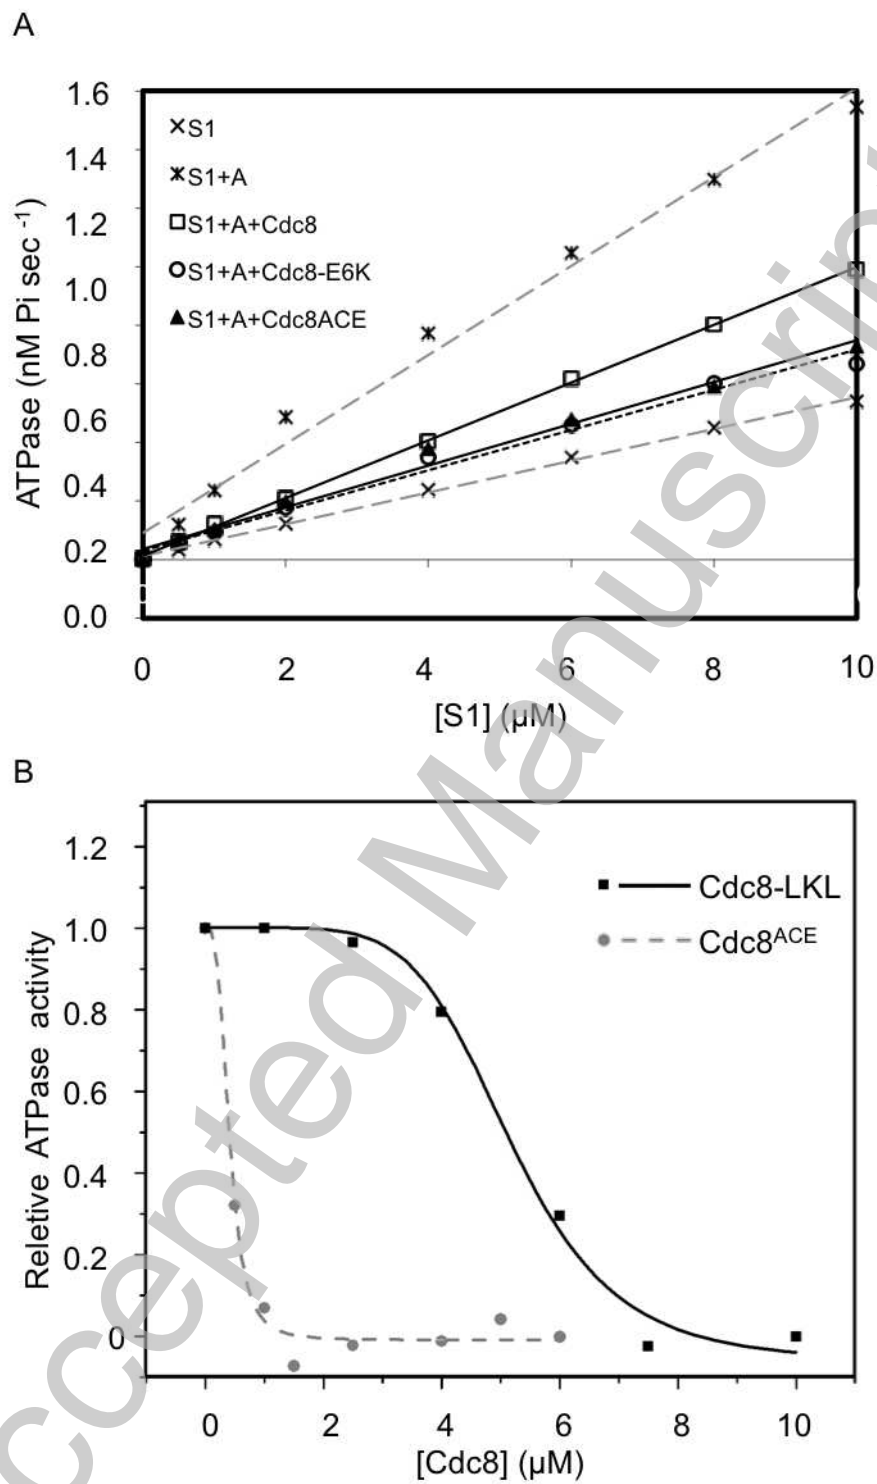 A
1.6
1.4
1.2
1.0
0.8
0.6
0.4
0.2
0.0
ATPase (nM Pi sec -1)
S1
S1+A
S1+A+Cdc8
S1+A+Cdc8-E6K
S1+A+Cdc8ACE
0 2 4 6 8 10
[S1] (µM)
B
1.2
1.0
0.8
0.6
0.4
0.2
0
Reletive ATPase activity
Cdc8-LKL
Cdc8ACE
0 2 4 6 8 10
[Cdc8] (µM)
ccepted Manuscrip